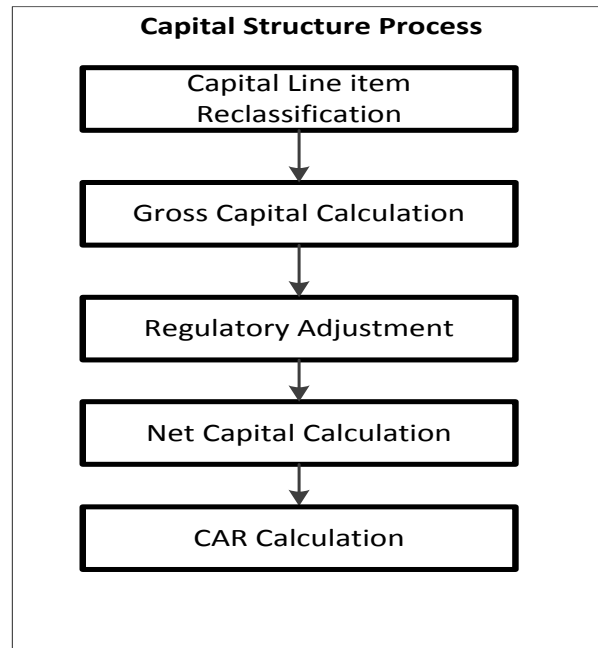 Capital Structure Process
Capital Line item
Reclassification
Gross Capital Calculation
Regulatory Adjustment
Net Capital Calculation
CAR Calculation